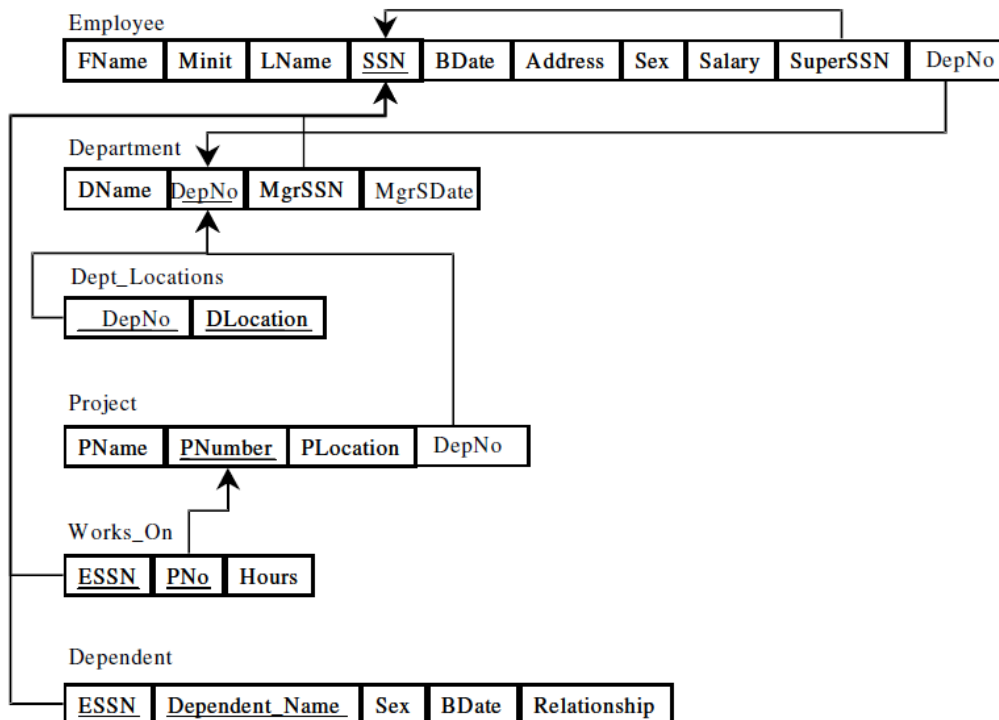 Employee
FName Minit LName SSN BDate Address Sex Salary SuperSSN DepNo
Department
DName DepNo MgrSSN MgrSDate
Dept_Locations
DepNo DLocation
Project
PName PNumber PLocation DepNo
Works_On
ESSN PNo Hours
Dependent
ESSN Dependent_Name Sex BDate Relationship